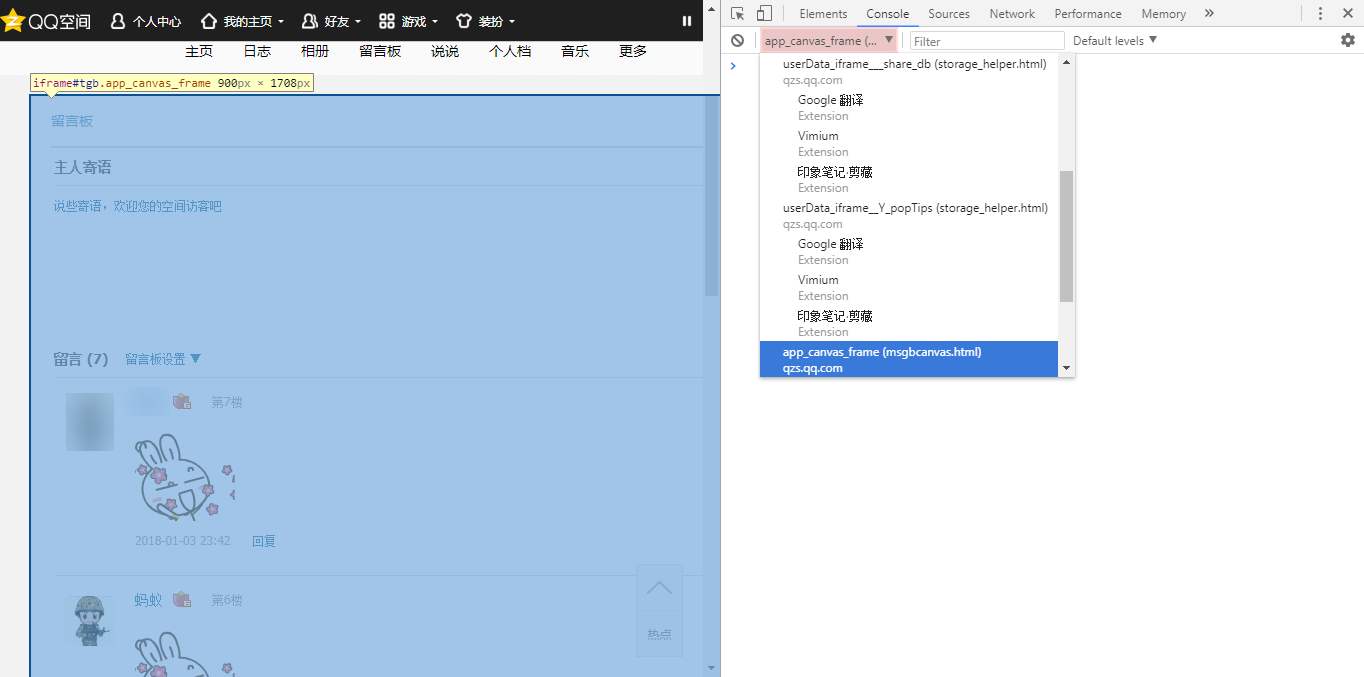 QQ空间 个人中心 我的主页 好友 游戏 装扮
主页 日志 相册 留言板 说说 个人档 音乐 更多
iframe#tgb.app_canvas_frame 900px × 1708px
留言板
主人寄语
说些寄语，欢迎您的空间访客吧
留言 (7) 留言板设置 ▼
第7楼
2018-01-03 23:42 回复
蚂蚁 第6楼
热点
Elements Console Sources Network Performance Memory »
app_canvas_frame (... ▼ Filter Default levels ▼
userData_iframe___share_db (storage_helper.html)
qzs.qq.com
Google 翻译
Extension
Vimium
Extension
印象笔记·剪藏
Extension
userData_iframe__Y_popTips (storage_helper.html)
qzs.qq.com
Google 翻译
Extension
Vimium
Extension
印象笔记·剪藏
Extension
app_canvas_frame (msgbcanvas.html)
qzs.qq.com